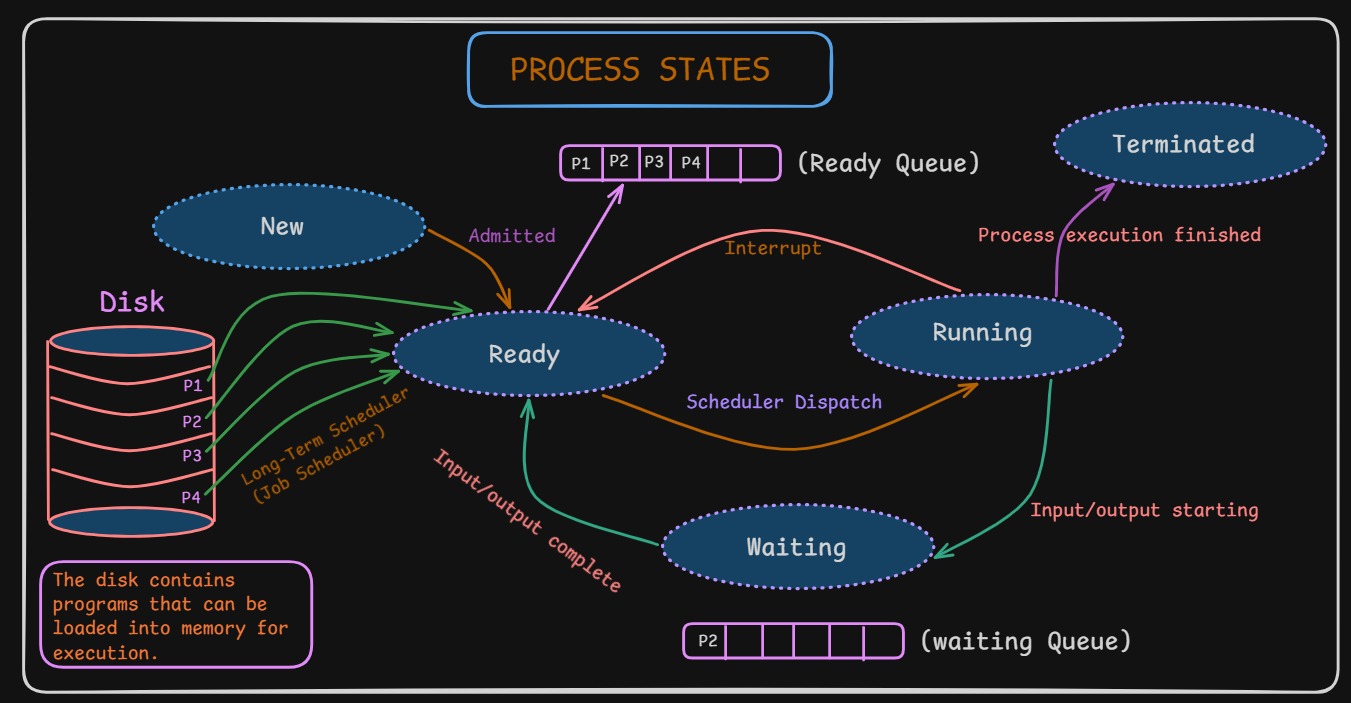 PROCESS STATES
Terminated
P1 P2 P3 P4
(Ready Queue)
New
Admitted
Interrupt
Process execution finished
Disk
Ready
Running
P1
P2
P3
P4
Long-Term Scheduler
(Job Scheduler)
Scheduler Dispatch
Input/output complete
Input/output starting
Waiting
The disk contains
programs that can be
loaded into memory for
execution.
P2
(waiting Queue)